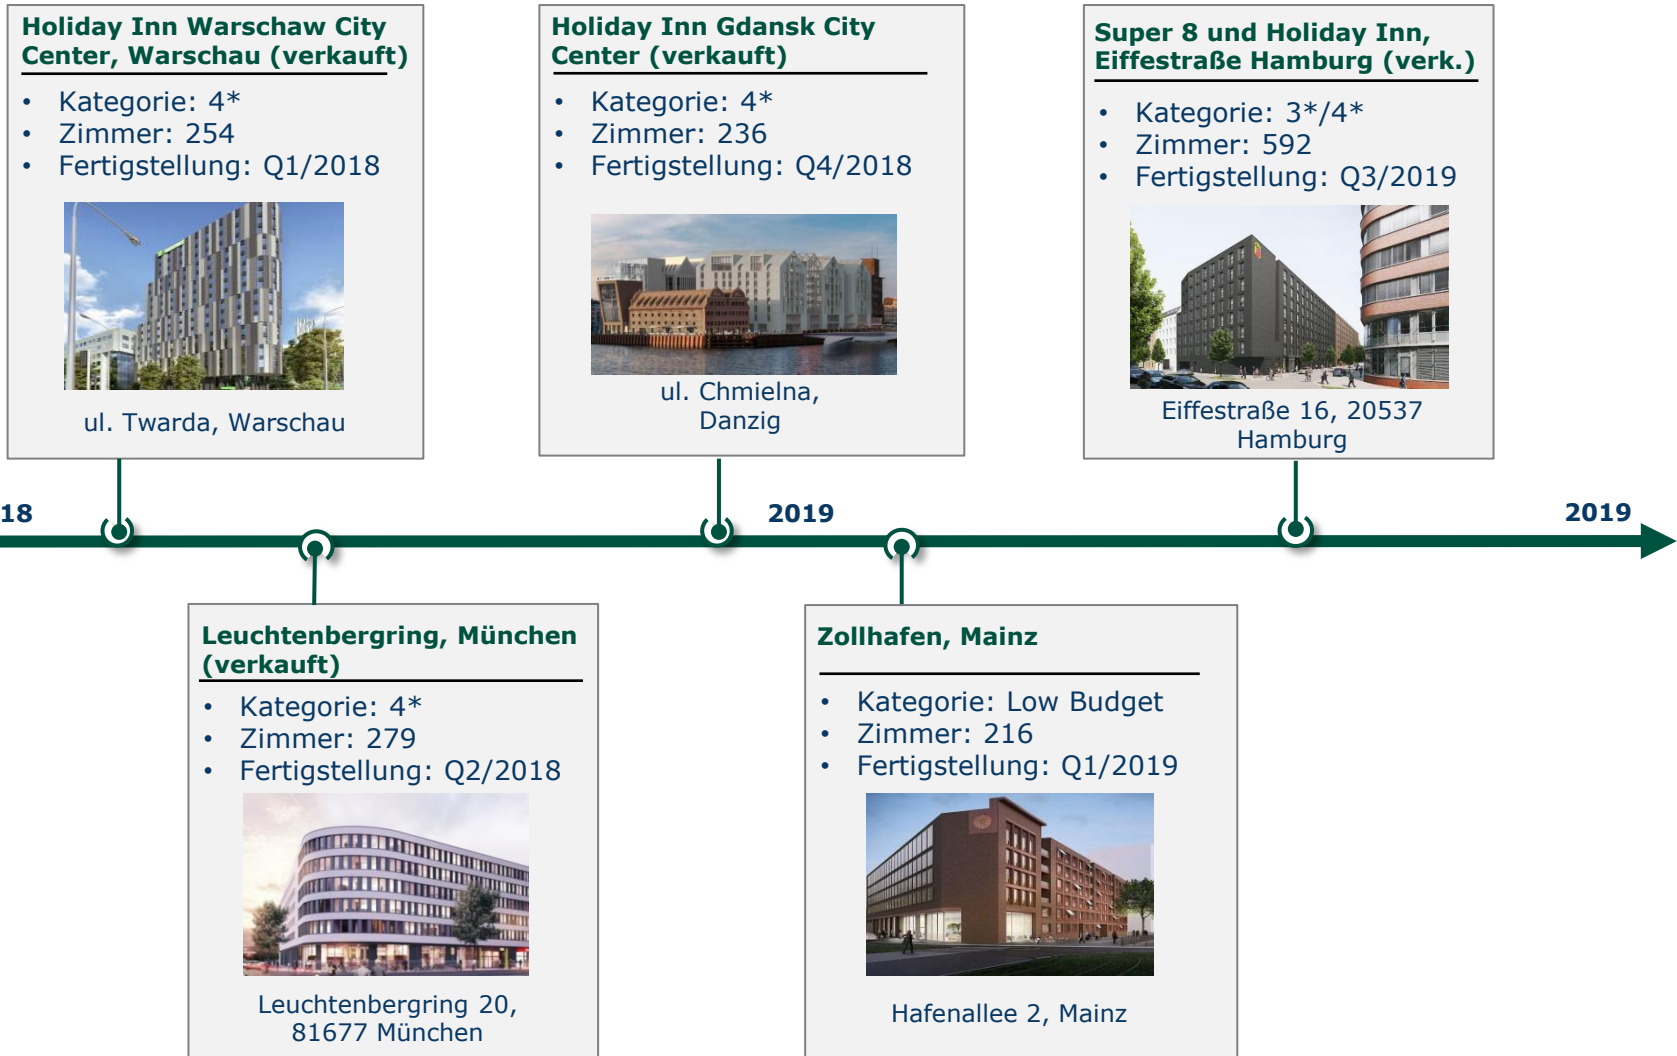 Holiday Inn Warschaw City
Center, Warschau (verkauft)
• Kategorie: 4*
• Zimmer: 254
• Fertigstellung: Q1/2018
ul. Twarda, Warschau
Holiday Inn Gdansk City
Center (verkauft)
• Kategorie: 4*
• Zimmer: 236
• Fertigstellung: Q4/2018
ul. Chmielna,
Danzig
Super 8 und Holiday Inn,
Eiffestraße Hamburg (verk.)
• Kategorie: 3*/4*
• Zimmer: 592
• Fertigstellung: Q3/2019
Eiffestraße 16, 20537
Hamburg
18
2019
2019
Leuchtenbergring, München
(verkauft)
• Kategorie: 4*
• Zimmer: 279
• Fertigstellung: Q2/2018
Leuchtenbergring 20,
81677 München
Zollhafen, Mainz
• Kategorie: Low Budget
• Zimmer: 216
• Fertigstellung: Q1/2019
Hafenallee 2, Mainz